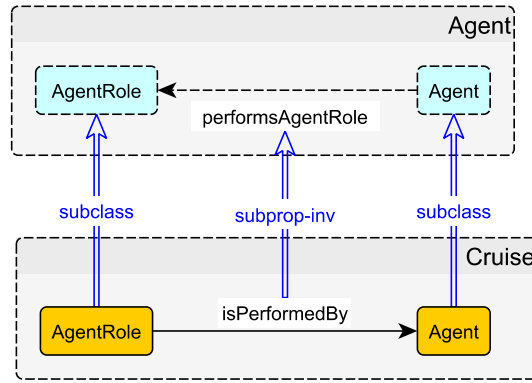 Agent
AgentRole
Agent
performsAgentRole
subclass
subprop-inv
subclass
Cruise
isPerformedBy
AgentRole
Agent